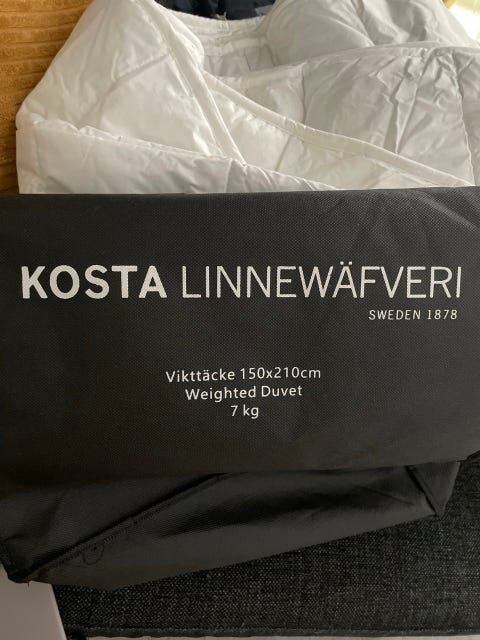 KOSTA LINNEWÄFVERI
SWEDEN 1878
Vikttäcke 150x210cm
Weighted Duvet
7 kg